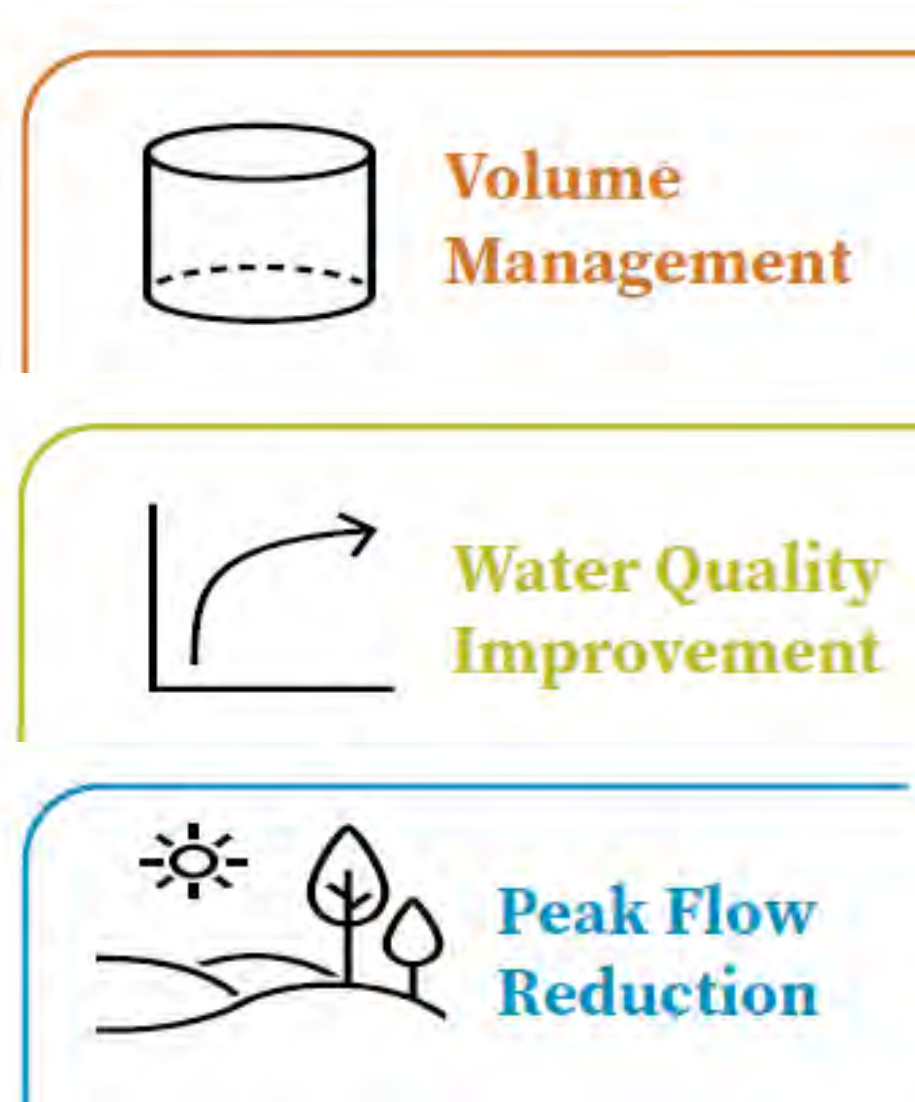 Volume
Management
Water Quality
Improvement
Peak Flow
Reduction